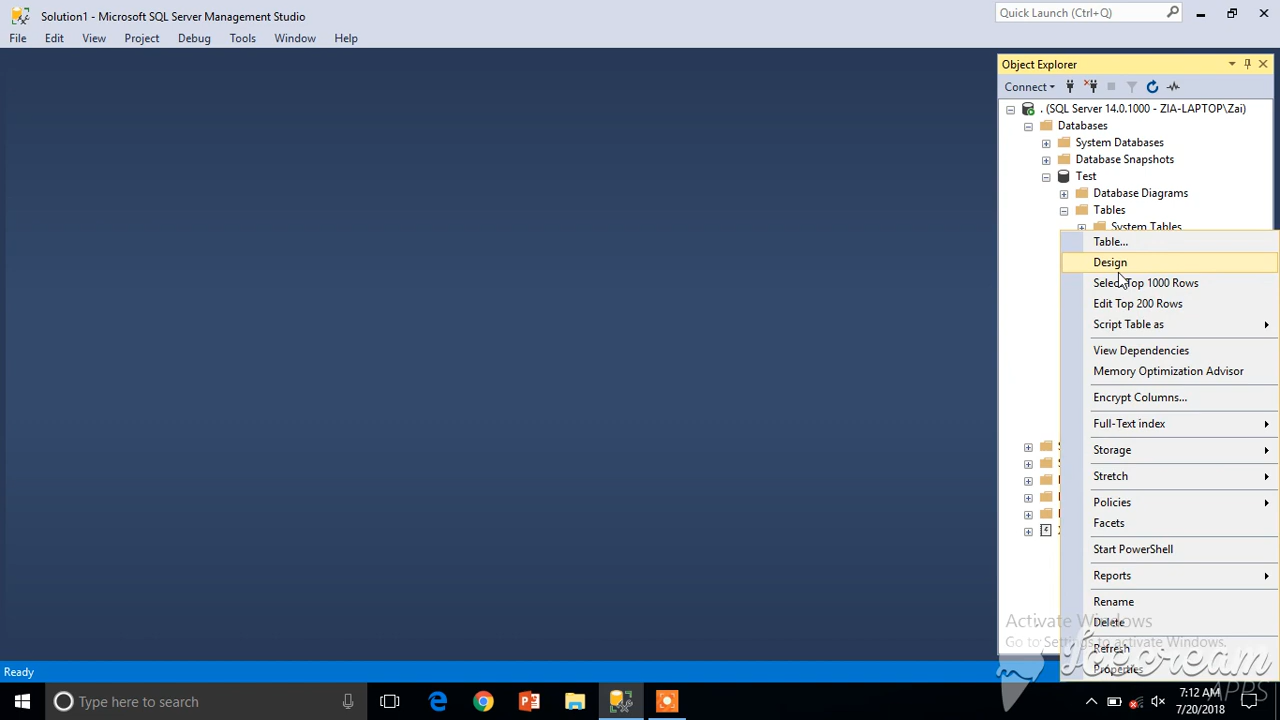 Solution1 - Microsoft SQL Server Management Studio
Quick Launch (Ctrl+Q)
File Edit View Project Debug Tools Window Help
Object Explorer
Connect
. (SQL Server 14.0.1000 - ZIA-LAPTOP\Zai)
Databases
System Databases
Database Snapshots
Test
Database Diagrams
Tables
System Tables
Table...
Design
Select Top 1000 Rows
Edit Top 200 Rows
Script Table as
View Dependencies
Memory Optimization Advisor
Encrypt Columns...
Full-Text index
Storage
Stretch
Policies
Facets
Start PowerShell
Reports
Rename
Activate Windows
Delete
Go to Settings to activate Windows.
Refresh
Icecream
Properties
APPS
Ready
Type here to search
7:12 AM
7/20/2018